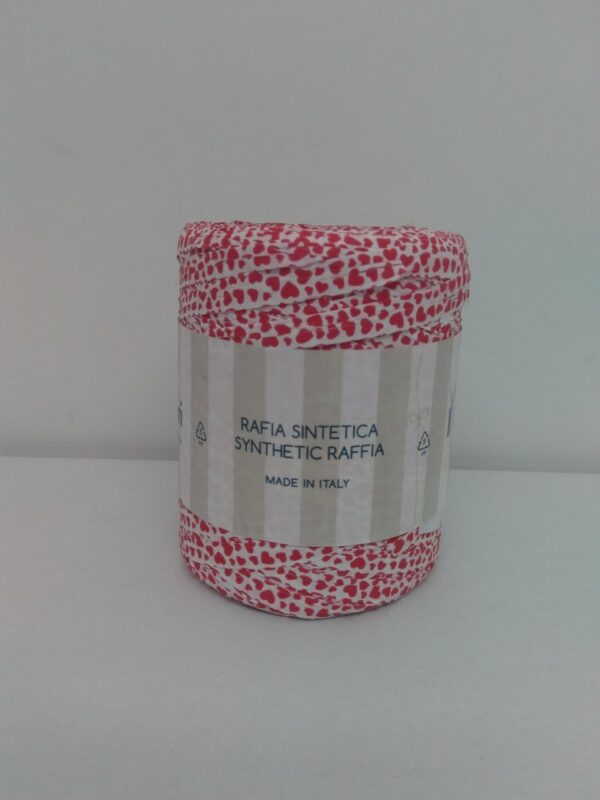 RAFIA SINTETICA
SYNTHETIC RAFFIA
MADE IN ITALY